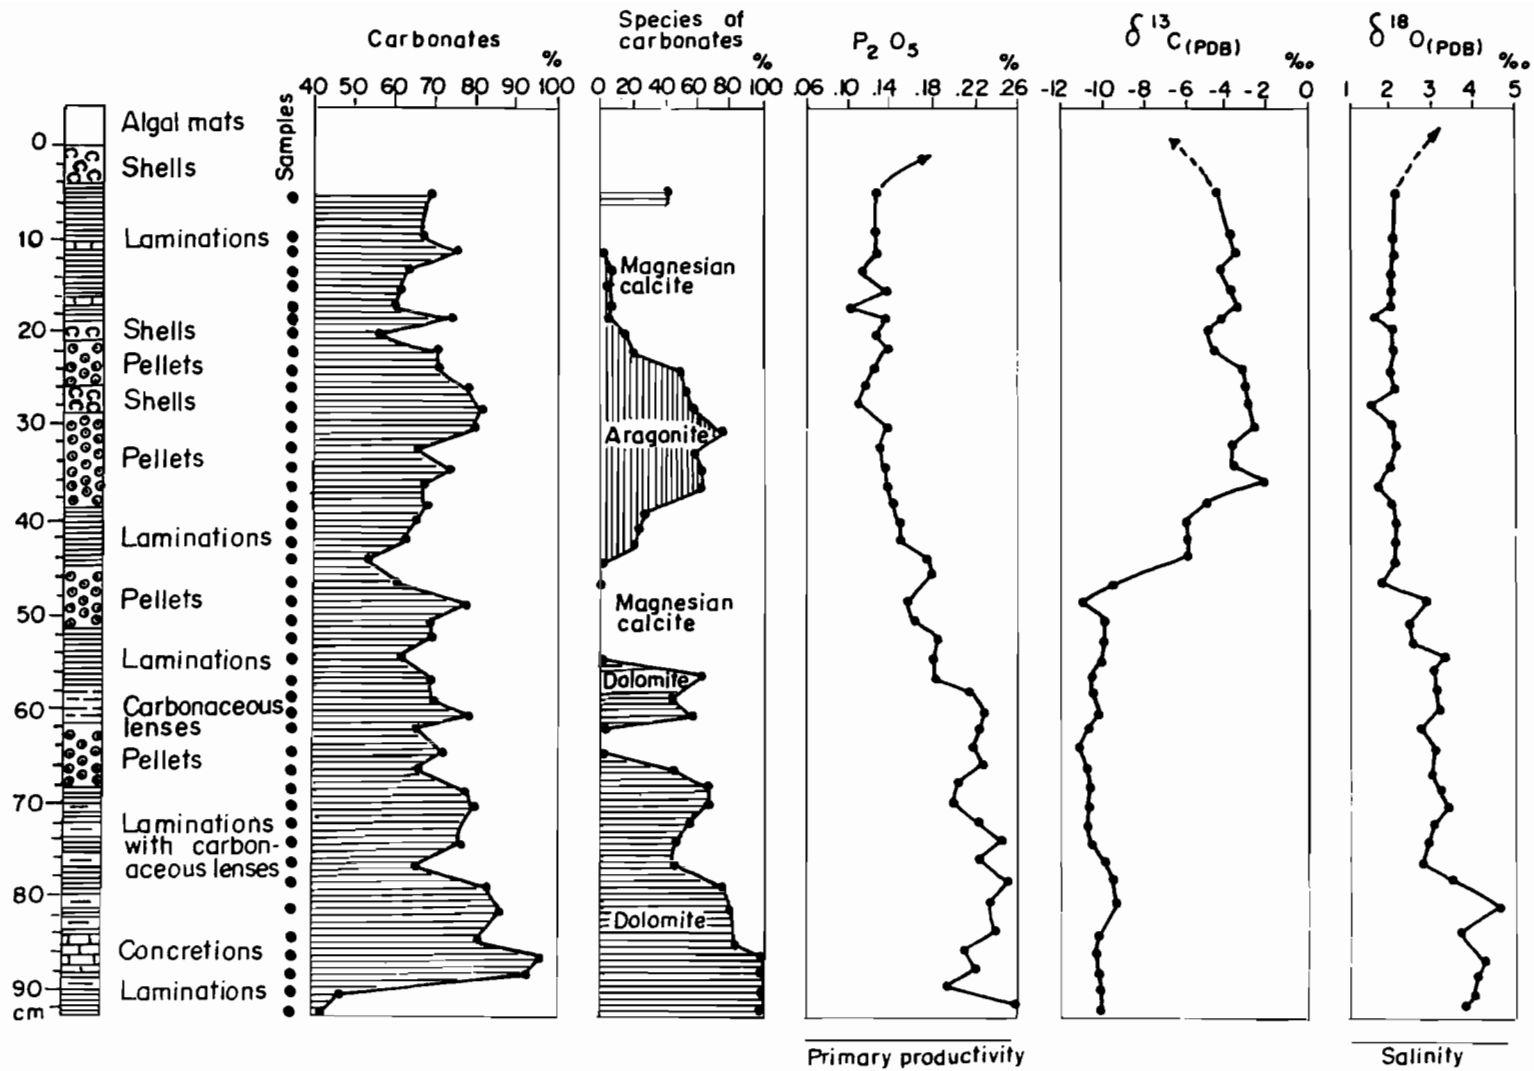 Carbonates
%
Species of
carbonates
%
P2 O5
%
δ 13 C (PDB)
%o
δ 18 O (PDB)
%o
40 50 60 70 80 90 100
0 20 40 60 80 100
.06 .10 .14 .18 .22 .26
-12 -10 -8 -6 -4 -2 0
1 2 3 4 5
Samples
0
10
20
30
40
50
60
70
80
90
cm
Algal mats
Shells
Laminations
Shells
Pellets
Shells
Pellets
Laminations
Pellets
Laminations
Carbonaceous
lenses
Pellets
Laminations
with carbon-
aceous lenses
Concretions
Laminations
Magnesian
calcite
Aragonite
Magnesian
calcite
Dolomite
Dolomite
Primary productivity
Salinity